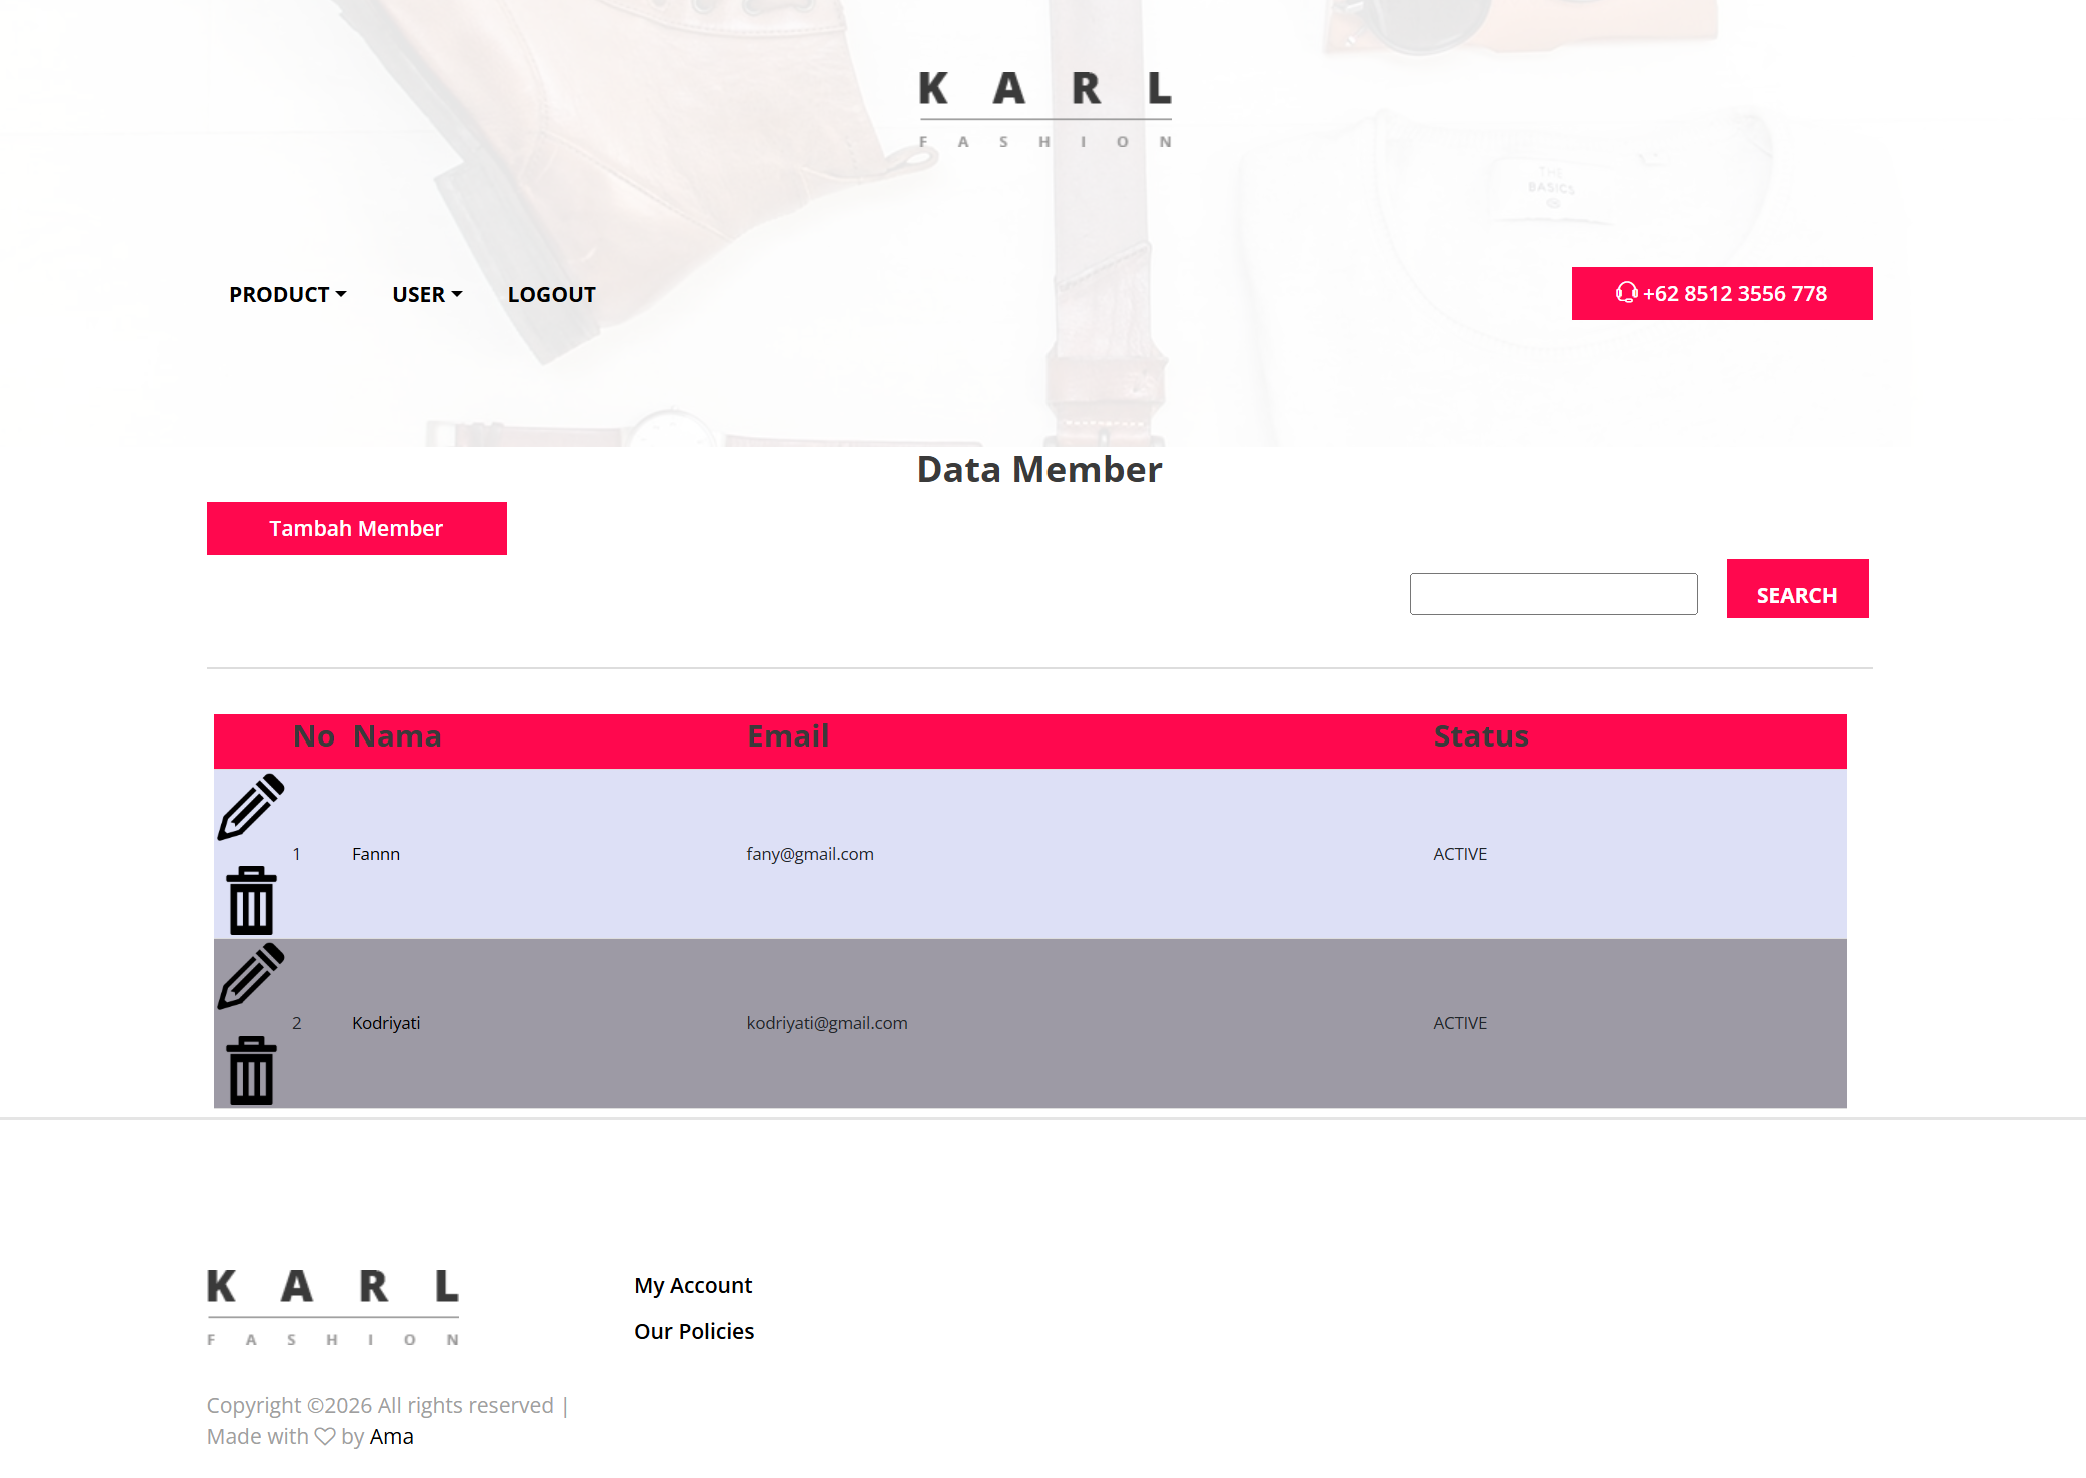 K A R L
F A S H I O N
THE
BASICS
PRODUCT USER LOGOUT
+62 8512 3556 778
Data Member
Tambah Member
SEARCH
No Nama Email Status
1 Fannn fany@gmail.com ACTIVE
2 Kodriyati kodriyati@gmail.com ACTIVE
K A R L
F A S H I O N
My Account
Our Policies
Copyright ©2026 All rights reserved |
Made with ♡ by Ama